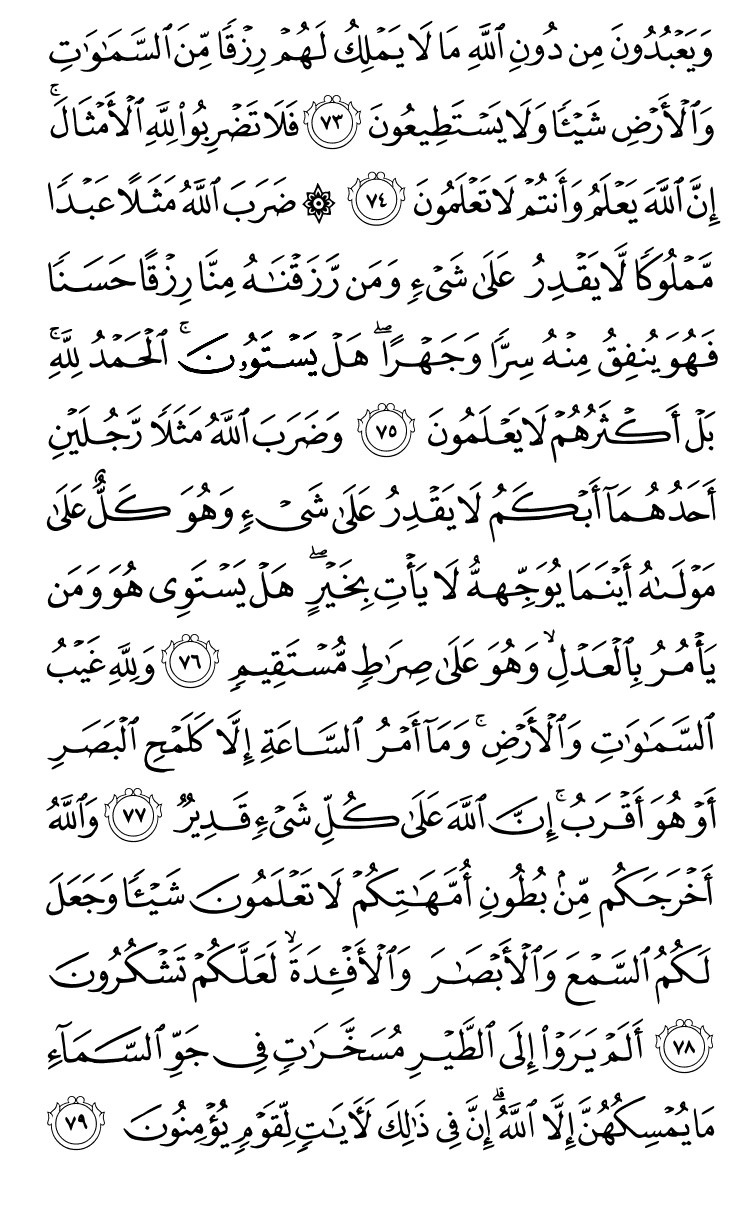 وَيَعۡبُدُونَ مِن دُونِ ٱللَّهِ مَا لَا يَمۡلِكُ لَهُمۡ رِزۡقٗا مِّنَ ٱلسَّمَٰوَٰتِ
وَٱلۡأَرۡضِ شَيۡـٔٗا وَلَا يَسۡتَطِيعُونَ ٧٣ فَلَا تَضۡرِبُواْ لِلَّهِ ٱلۡأَمۡثَالَۚ
إِنَّ ٱللَّهَ يَعۡلَمُ وَأَنتُمۡ لَا تَعۡلَمُونَ ٧٤ ۞ ضَرَبَ ٱللَّهُ مَثَلًا عَبۡدٗا
مَّمۡلُوكٗا لَّا يَقۡدِرُ عَلَىٰ شَيۡءٖ وَمَن رَّزَقۡنَٰهُ مِنَّا رِزۡقًا حَسَنٗا
فَهُوَ يُنفِقُ مِنۡهُ سِرّٗا وَجَهۡرًاۖ هَلۡ يَسۡتَوُۥنَۚ ٱلۡحَمۡدُ لِلَّهِۚ
بَلۡ أَكۡثَرُهُمۡ لَا يَعۡلَمُونَ ٧٥ وَضَرَبَ ٱللَّهُ مَثَلٗا رَّجُلَيۡنِ
أَحَدُهُمَآ أَبۡكَمُ لَا يَقۡدِرُ عَلَىٰ شَيۡءٖ وَهُوَ كَلٌّ عَلَىٰ
مَوۡلَىٰهُ أَيۡنَمَا يُوَجِّههُّ لَا يَأۡتِ بِخَيۡرٍ ۖ هَلۡ يَسۡتَوِي هُوَ وَمَن
يَأۡمُرُ بِٱلۡعَدۡلِ ۙ وَهُوَ عَلَىٰ صِرَٰطٖ مُّسۡتَقِيمٖ ٧٦ وَلِلَّهِ غَيۡبُ
ٱلسَّمَٰوَٰتِ وَٱلۡأَرۡضِۚ وَمَآ أَمۡرُ ٱلسَّاعَةِ إِلَّا كَلَمۡحِ ٱلۡبَصَرِ
أَوۡ هُوَ أَقۡرَبُۚ إِنَّ ٱللَّهَ عَلَىٰ كُلِّ شَيۡءٖ قَدِيرٞ ٧٧ وَٱللَّهُ
أَخۡرَجَكُم مِّنۢ بُطُونِ أُمَّهَٰتِكُمۡ لَا تَعۡلَمُونَ شَيۡـٔٗا وَجَعَلَ
لَكُمُ ٱلسَّمۡعَ وَٱلۡأَبۡصَٰرَ وَٱلۡأَفۡـِٔدَةَ ۙ لَعَلَّكُمۡ تَشۡكُرُونَ
٧٨ أَلَمۡ يَرَوۡاْ إِلَى ٱلطَّيۡرِ مُسَخَّرَٰتٖ فِي جَوِّ ٱلسَّمَآءِ
مَا يُمۡسِكُهُنَّ إِلَّا ٱللَّهُۚ إِنَّ فِي ذَٰلِكَ لَأٓيَٰتٖ لِّقَوۡمٖ يُؤۡمِنُونَ ٧٩